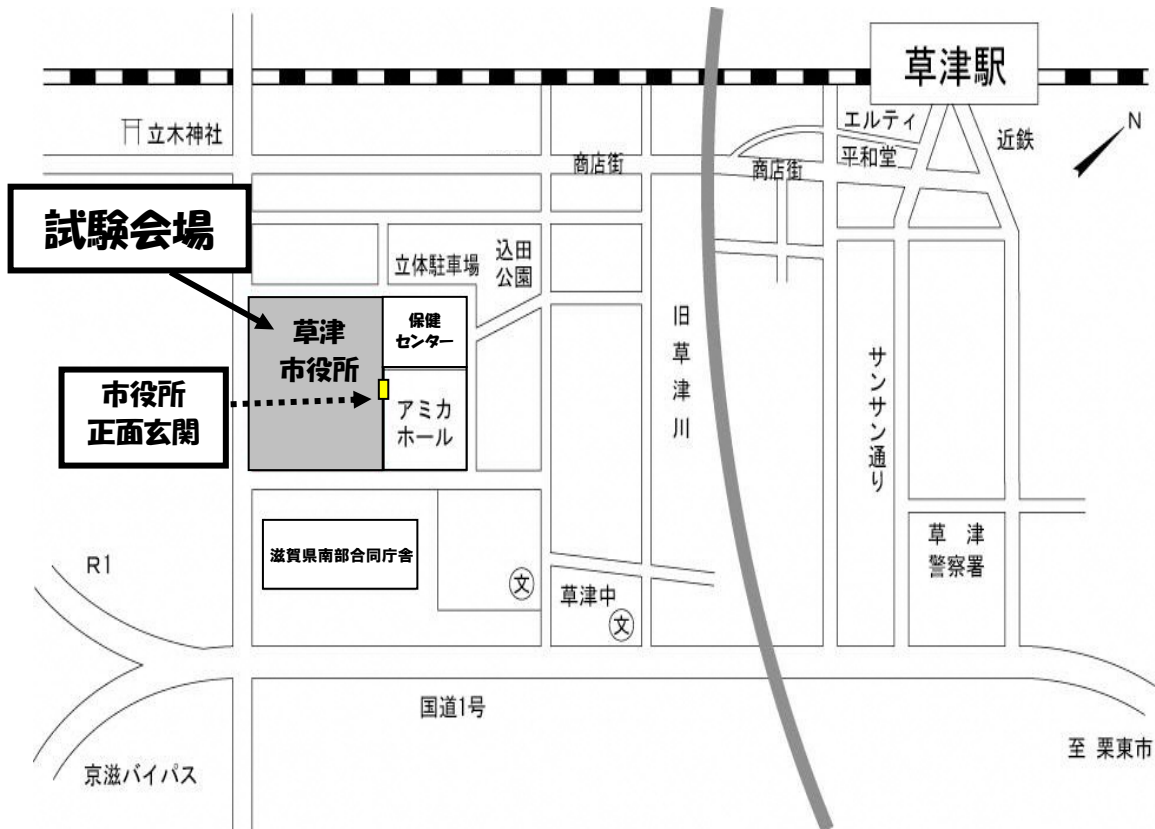 草津駅
エルティ
近鉄
N
立木神社
商店街
商店街
平和堂
試験会場
立体駐車場
込田
公園
草津
市役所
保健
センター
旧草津川
サンサン通り
市役所
正面玄関
アミカ
ホール
R1
滋賀県南部合同庁舎
文
草津中
文
草津
警察署
国道1号
至 栗東市
京滋バイパス